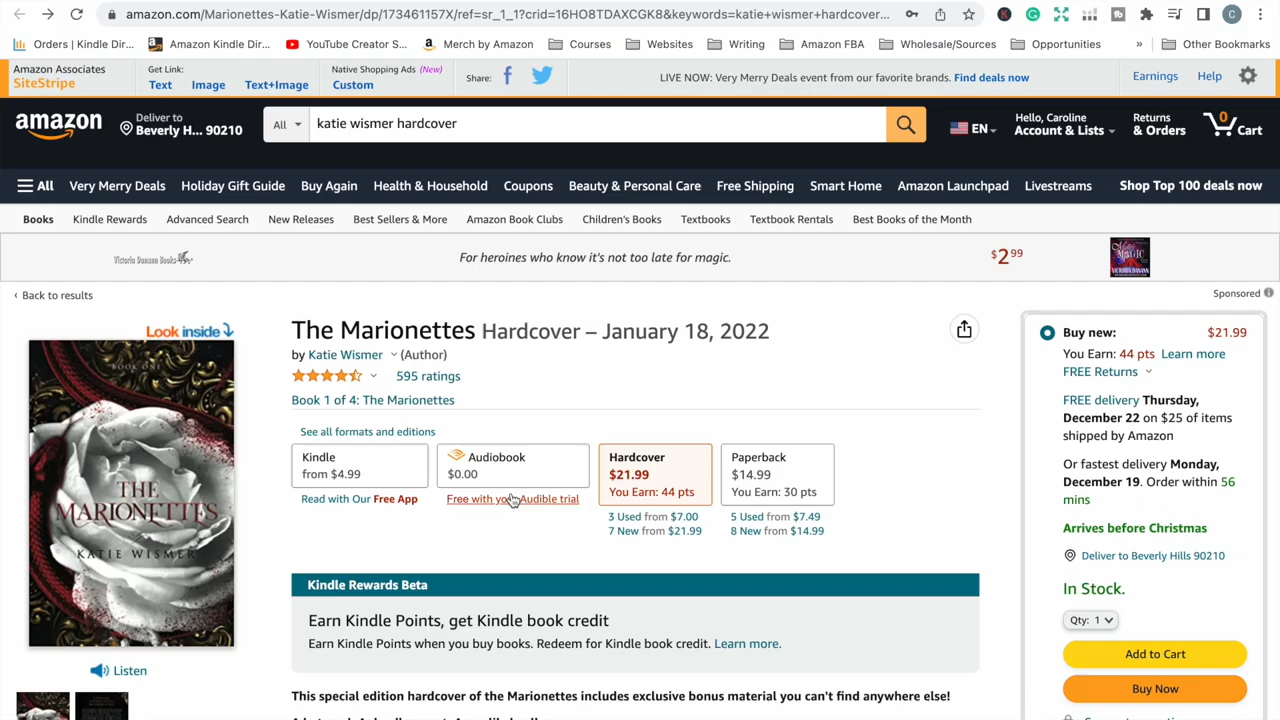 amazon.com/Marionettes-Katie-Wismer/dp/173461157X/ref=sr_1_1?crid=16HO8TDAXCGK8&keywords=katie+wismer+hardcover...
Orders | Kindle Dir...
Amazon Kindle Dir...
YouTube Creator S...
Merch by Amazon
Courses
Websites
Writing
Amazon FBA
Wholesale/Sources
Opportunities
»
Other Bookmarks
Amazon Associates
SiteStripe
Get Link:
Text
Image
Text+Image
Native Shopping Ads (New)
Custom
Share:
LIVE NOW: Very Merry Deals event from our favorite brands. Find deals now
Earnings
Help
amazon
Deliver to
Beverly H... 90210
All
katie wismer hardcover
EN
Hello, Caroline
Account & Lists
Returns
& Orders
0
Cart
All
Very Merry Deals
Holiday Gift Guide
Buy Again
Health & Household
Coupons
Beauty & Personal Care
Free Shipping
Smart Home
Amazon Launchpad
Livestreams
Shop Top 100 deals now
Books
Kindle Rewards
Advanced Search
New Releases
Best Sellers & More
Amazon Book Clubs
Children's Books
Textbooks
Textbook Rentals
Best Books of the Month
Victoria Danann Books
For heroines who know it's not too late for magic.
$2 99
‹ Back to results
Sponsored
Look inside
BOOK ONE
THE
MARIONETTES
KATIE WISMER
Listen
The Marionettes Hardcover – January 18, 2022
by Katie Wismer (Author)
595 ratings
Book 1 of 4: The Marionettes
See all formats and editions
Kindle
from $4.99
Read with Our Free App
Audiobook
$0.00
Free with your Audible trial
Hardcover
$21.99
You Earn: 44 pts
3 Used from $7.00
7 New from $21.99
Paperback
$14.99
You Earn: 30 pts
5 Used from $7.49
8 New from $14.99
Kindle Rewards Beta
Earn Kindle Points, get Kindle book credit
Earn Kindle Points when you buy books. Redeem for Kindle book credit. Learn more.
This special edition hardcover of the Marionettes includes exclusive bonus material you can't find anywhere else!
Buy new:
$21.99
You Earn: 44 pts Learn more
FREE Returns
FREE delivery Thursday,
December 22 on $25 of items
shipped by Amazon
Or fastest delivery Monday,
December 19. Order within 56
mins
Arrives before Christmas
Deliver to Beverly Hills 90210
In Stock.
Qty: 1
Add to Cart
Buy Now